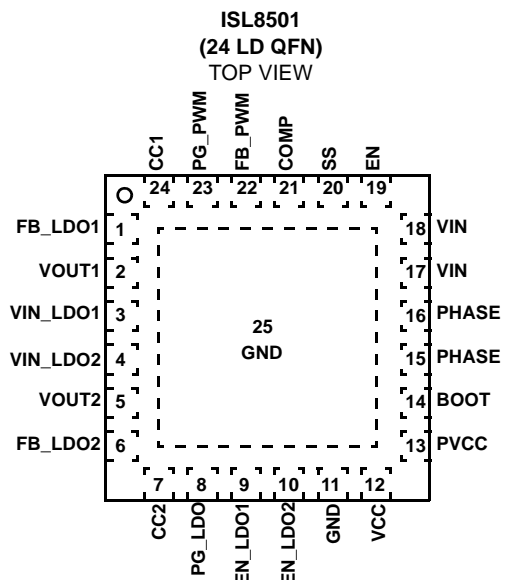 ISL8501
(24 LD QFN)
TOP VIEW
CC1
PG_PWM
FB_PWM
COMP
SS
EN
24 23 22 21 20 19
FB_LDO1 1
VOUT1 2
VIN_LDO1 3
VIN_LDO2 4
VOUT2 5
FB_LDO2 6
25
GND
18 VIN
17 VIN
16 PHASE
15 PHASE
14 BOOT
13 PVCC
7 8 9 10 11 12
CC2
PG_LDO
EN_LDO1
EN_LDO2
GND
VCC